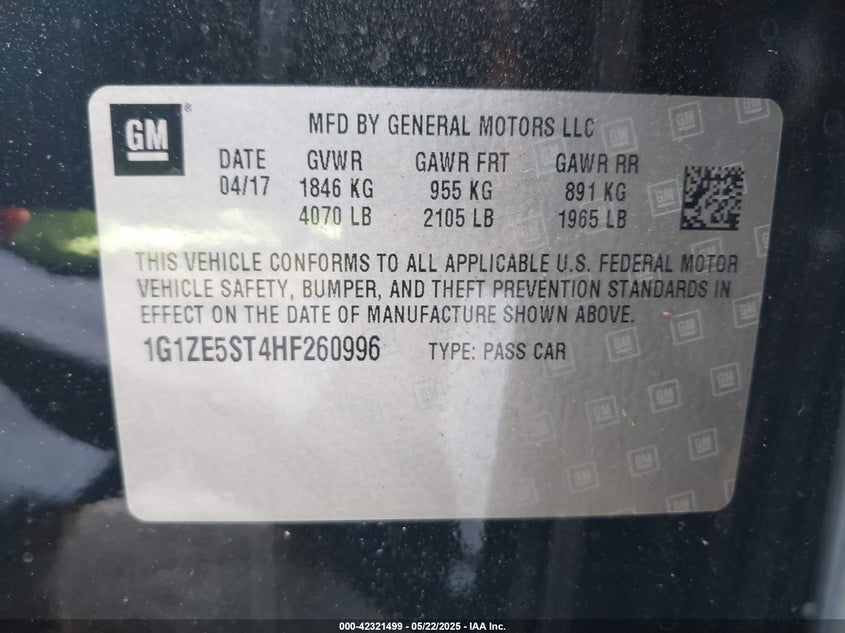 GM ®
MFD BY GENERAL MOTORS LLC
DATE GVWR GAWR FRT GAWR RR
04/17 1846 KG 955 KG 891 KG
4070 LB 2105 LB 1965 LB
THIS VEHICLE CONFORMS TO ALL APPLICABLE U.S. FEDERAL MOTOR
VEHICLE SAFETY, BUMPER, AND THEFT PREVENTION STANDARDS IN
EFFECT ON THE DATE OF MANUFACTURE SHOWN ABOVE.
1G1ZE5ST4HF260996 TYPE: PASS CAR
000-42321499 - 05/22/2025 - IAA Inc.